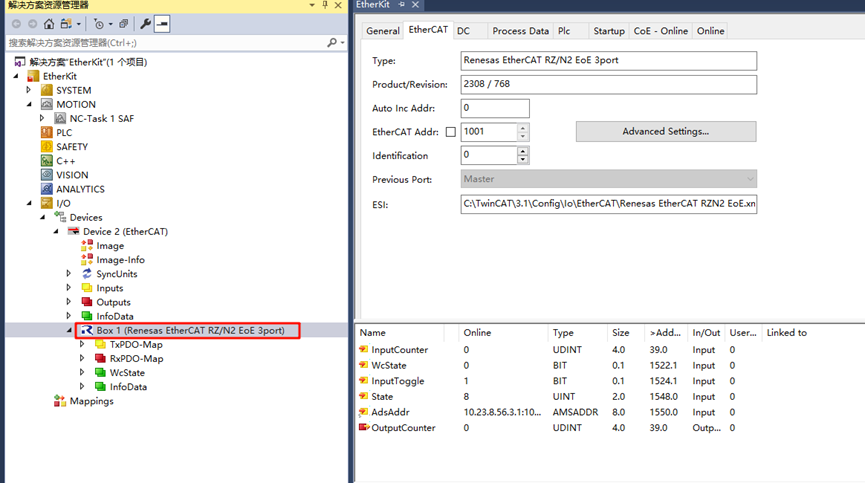 解决方案资源管理器
搜索解决方案资源管理器(Ctrl+;)
解决方案"EtherKit"(1 个项目)
EtherKit
SYSTEM
MOTION
NC-Task 1 SAF
PLC
SAFETY
C++
VISION
ANALYTICS
I/O
Devices
Device 2 (EtherCAT)
Image
Image-Info
SyncUnits
Inputs
Outputs
InfoData
Box 1 (Renesas EtherCAT RZ/N2 EoE 3port)
TxPDO-Map
RxPDO-Map
WcState
InfoData
Mappings
EtherKit
General EtherCAT DC Process Data Plc Startup CoE - Online Online
Type: Renesas EtherCAT RZ/N2 EoE 3port
Product/Revision: 2308 / 768
Auto Inc Addr: 0
EtherCAT Addr: 1001 Advanced Settings...
Identification 0
Previous Port: Master
ESI: C:\TwinCAT\3.1\Config\Io\EtherCAT\Renesas EtherCAT RZN2 EoE.xm
Name Online Type Size >Add... In/Out User... Linked to
InputCounter 0 UDINT 4.0 39.0 Input 0
WcState 0 BIT 0.1 1522.1 Input 0
InputToggle 1 BIT 0.1 1524.1 Input 0
State 8 UINT 2.0 1548.0 Input 0
AdsAddr 10.23.8.56.3.1:10... AMSADDR 8.0 1550.0 Input 0
OutputCounter 0 UDINT 4.0 39.0 Outp... 0